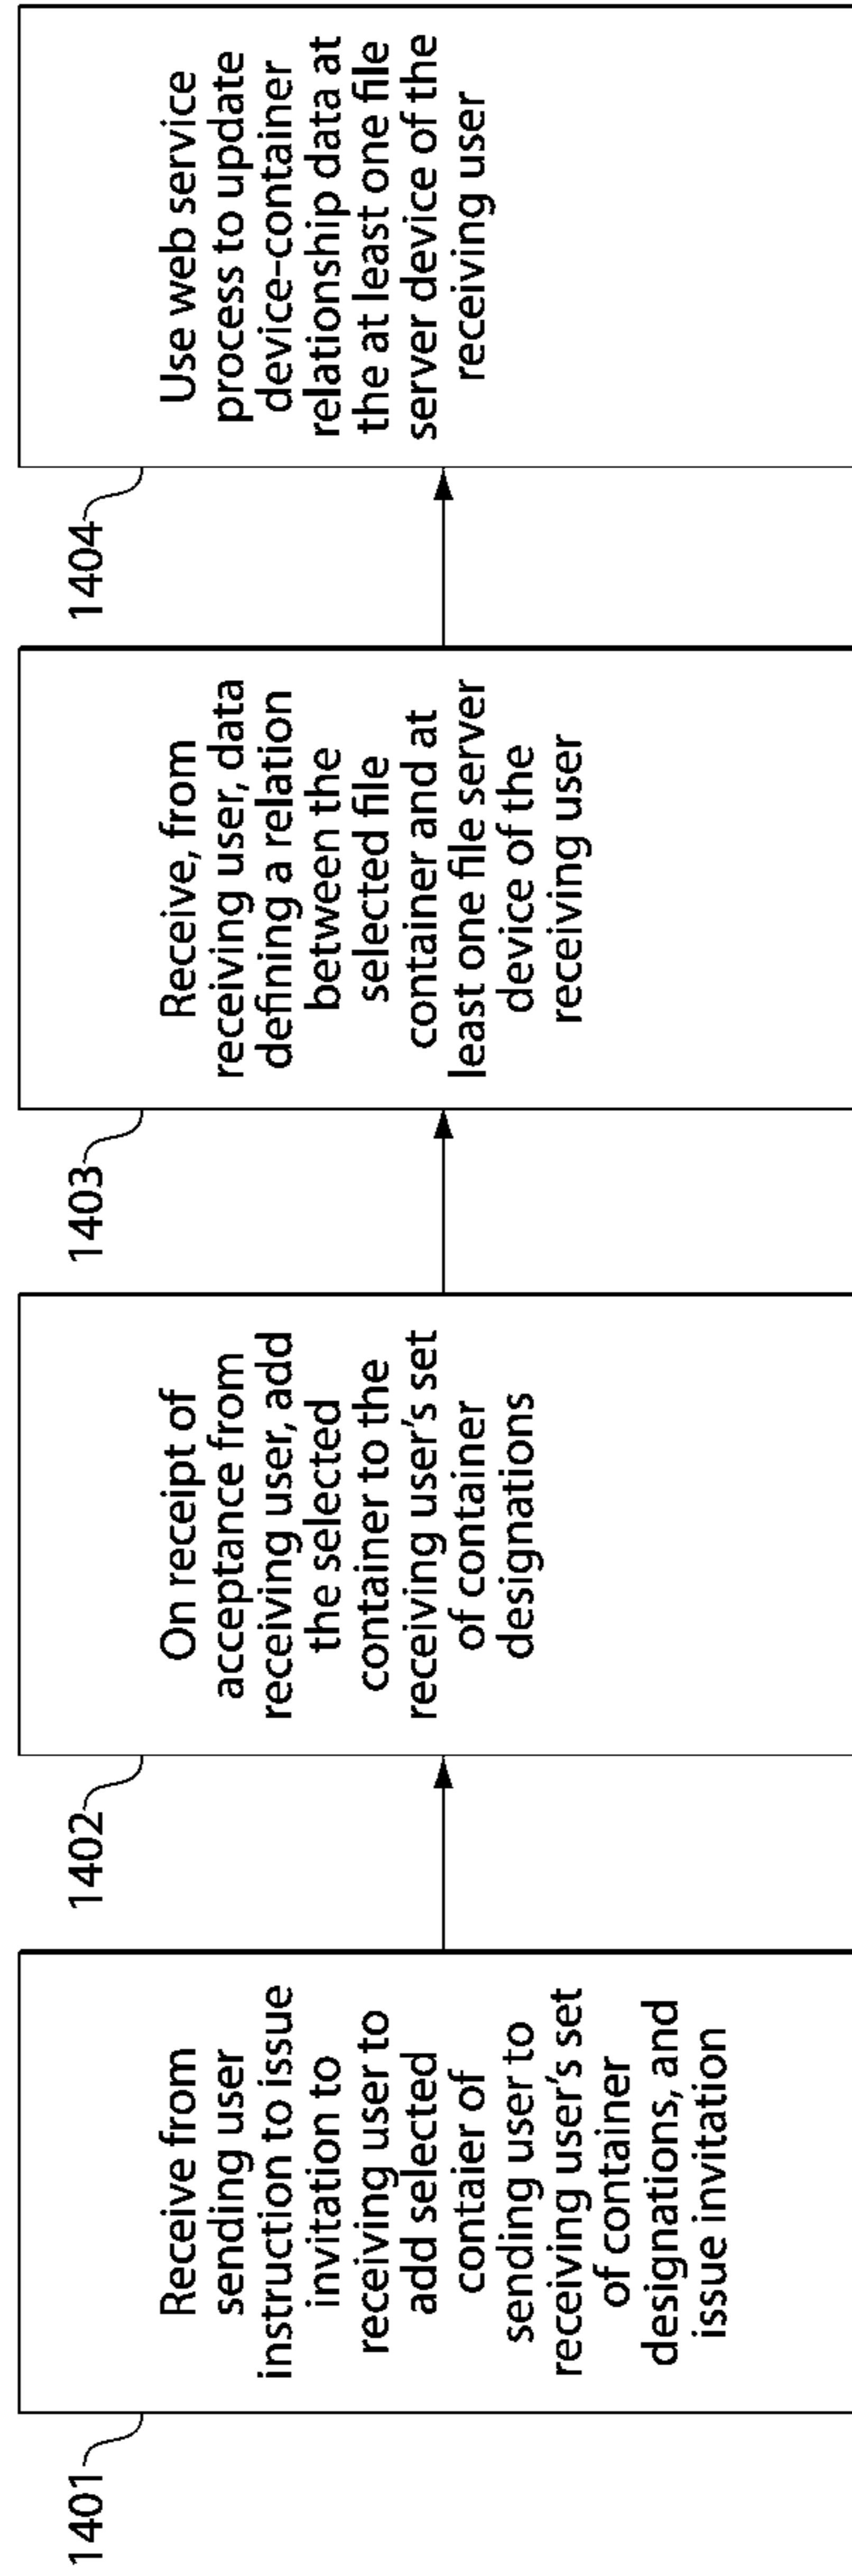 1401
Receive from
sending user
instruction to issue
invitation to
receiving user to
add selected
contaier of
sending user to
receiving user's set
of container
designations, and
issue invitation
1402
On receipt of
acceptance from
receiving user, add
the selected
container to the
receiving user's set
of container
designations
1403
Receive, from
receiving user, data
defining a relation
between the
selected file
container and at
least one file server
device of the
receiving user
1404
Use web service
process to update
device-container
relationship data at
the at least one file
server device of the
receiving user